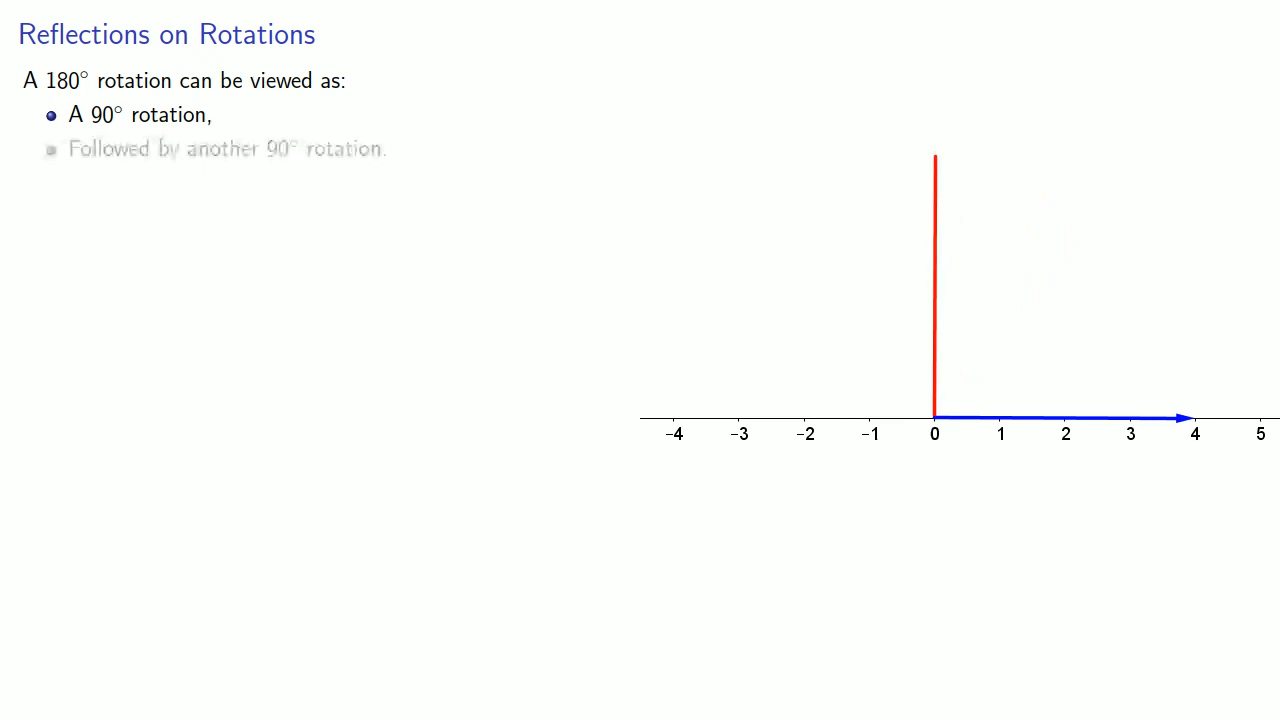 Reflections on Rotations
A 180° rotation can be viewed as:
A 90° rotation,
Followed by another 90° rotation.
−4 −3 −2 −1 0 1 2 3 4 5